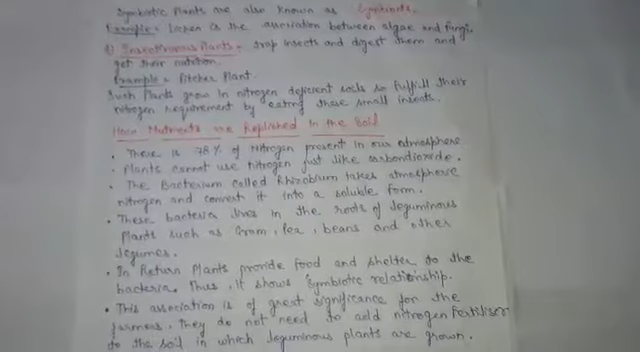 Symbiotic Plants are also known as Symbionts.
Example:- Lichen is the association between algae and fungi.
Insectivorous Plants:- trap insects and digest them and
get their nutrition.
Example:- Pitcher Plant.
Such Plants grow in nitrogen deficient soils so fulfill their
nitrogen requirement by eating these small insects.
How Nutrients are Replished In the Soil
• There is 78% of Nitrogen present in our atmosphere
• Plants cannot use nitrogen just like carbondioxide.
• The Bacterium called Rhizobium takes atmospheric
nitrogen and convert it into a soluble form.
• These bacteria lives in the roots of leguminous
Plants such as Gram, Pea, beans and other
legumes.
• In Return Plants provide food and shelter to the
bacteria. Thus, it shows Symbiotic relationship.
• This association is of great significance for the
farmers. They do not need to add nitrogen fertiliser
to the soil in which leguminous plants are grown.